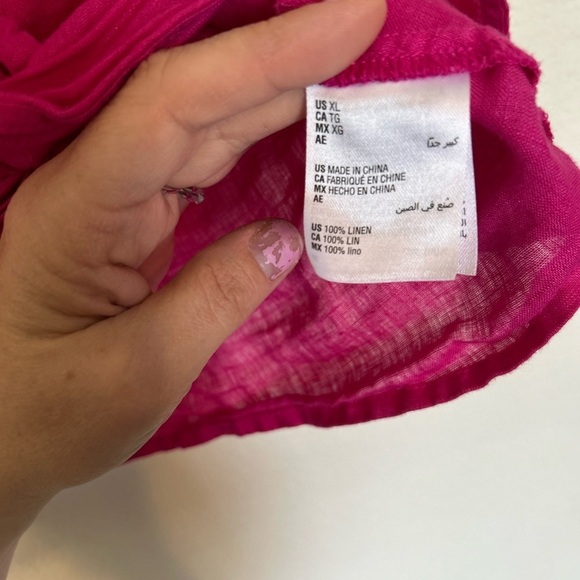 US XL
CA TG
MX XG
AE كبير جدًا
US MADE IN CHINA
CA FABRIQUÉ EN CHINE
MX HECHO EN CHINA
AE صنع في الصين
US 100% LINEN
CA 100% LIN
MX 100% lino